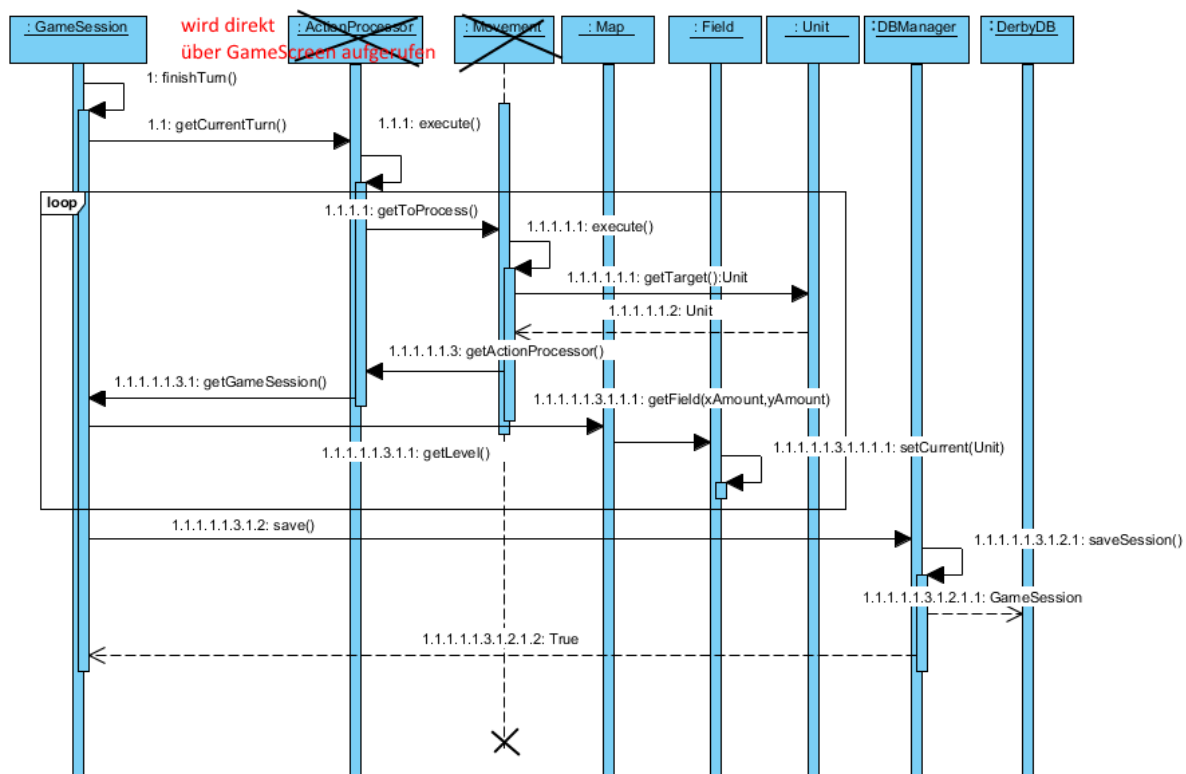 : GameSession
wird direkt
über GameScreen aufgerufen
: ActionProcessor
: Movement
: Map
: Field
: Unit
:DBManager
:DerbyDB
1: finishTurn()
1.1: getCurrentTurn()
1.1.1: execute()
loop
1.1.1.1: getToProcess()
1.1.1.1.1: execute()
1.1.1.1.1.1: getTarget():Unit
1.1.1.1.1.2: Unit
1.1.1.1.1.3: getActionProcessor()
1.1.1.1.1.3.1: getGameSession()
1.1.1.1.1.3.1.1.1: getField(xAmount,yAmount)
1.1.1.1.1.3.1.1: getLevel()
1.1.1.1.1.3.1.1.1.1: setCurrent(Unit)
1.1.1.1.1.3.1.2: save()
1.1.1.1.1.3.1.2.1: saveSession()
1.1.1.1.1.3.1.2.1.1: GameSession
1.1.1.1.1.3.1.2.1.2: True